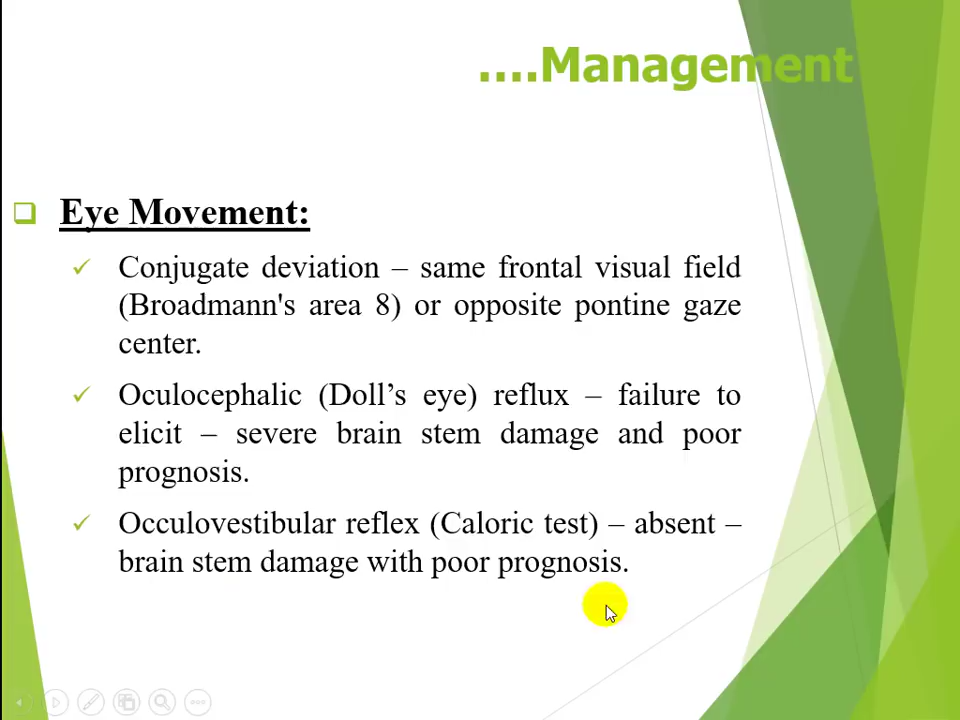 ....Management
Eye Movement:
Conjugate deviation – same frontal visual field
(Broadmann's area 8) or opposite pontine gaze
center.
Oculocephalic (Doll’s eye) reflux – failure to
elicit – severe brain stem damage and poor
prognosis.
Occulovestibular reflex (Caloric test) – absent –
brain stem damage with poor prognosis.